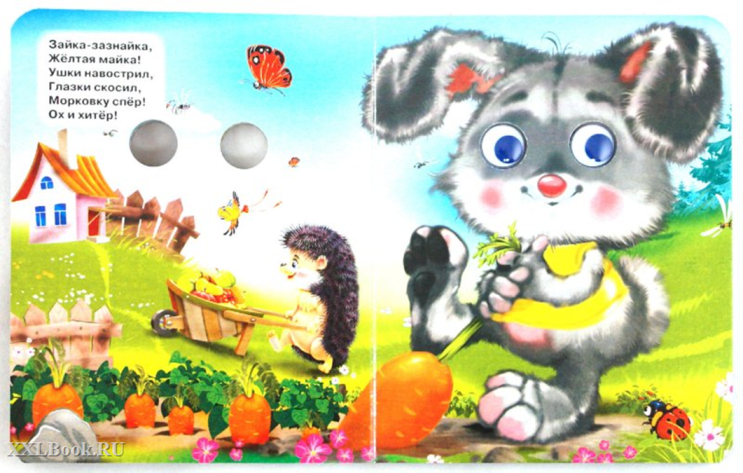 Зайка-зазнайка,
Жёлтая майка!
Ушки навострил,
Глазки скосил,
Морковку спёр!
Ох и хитёр!
XXLBook.RU